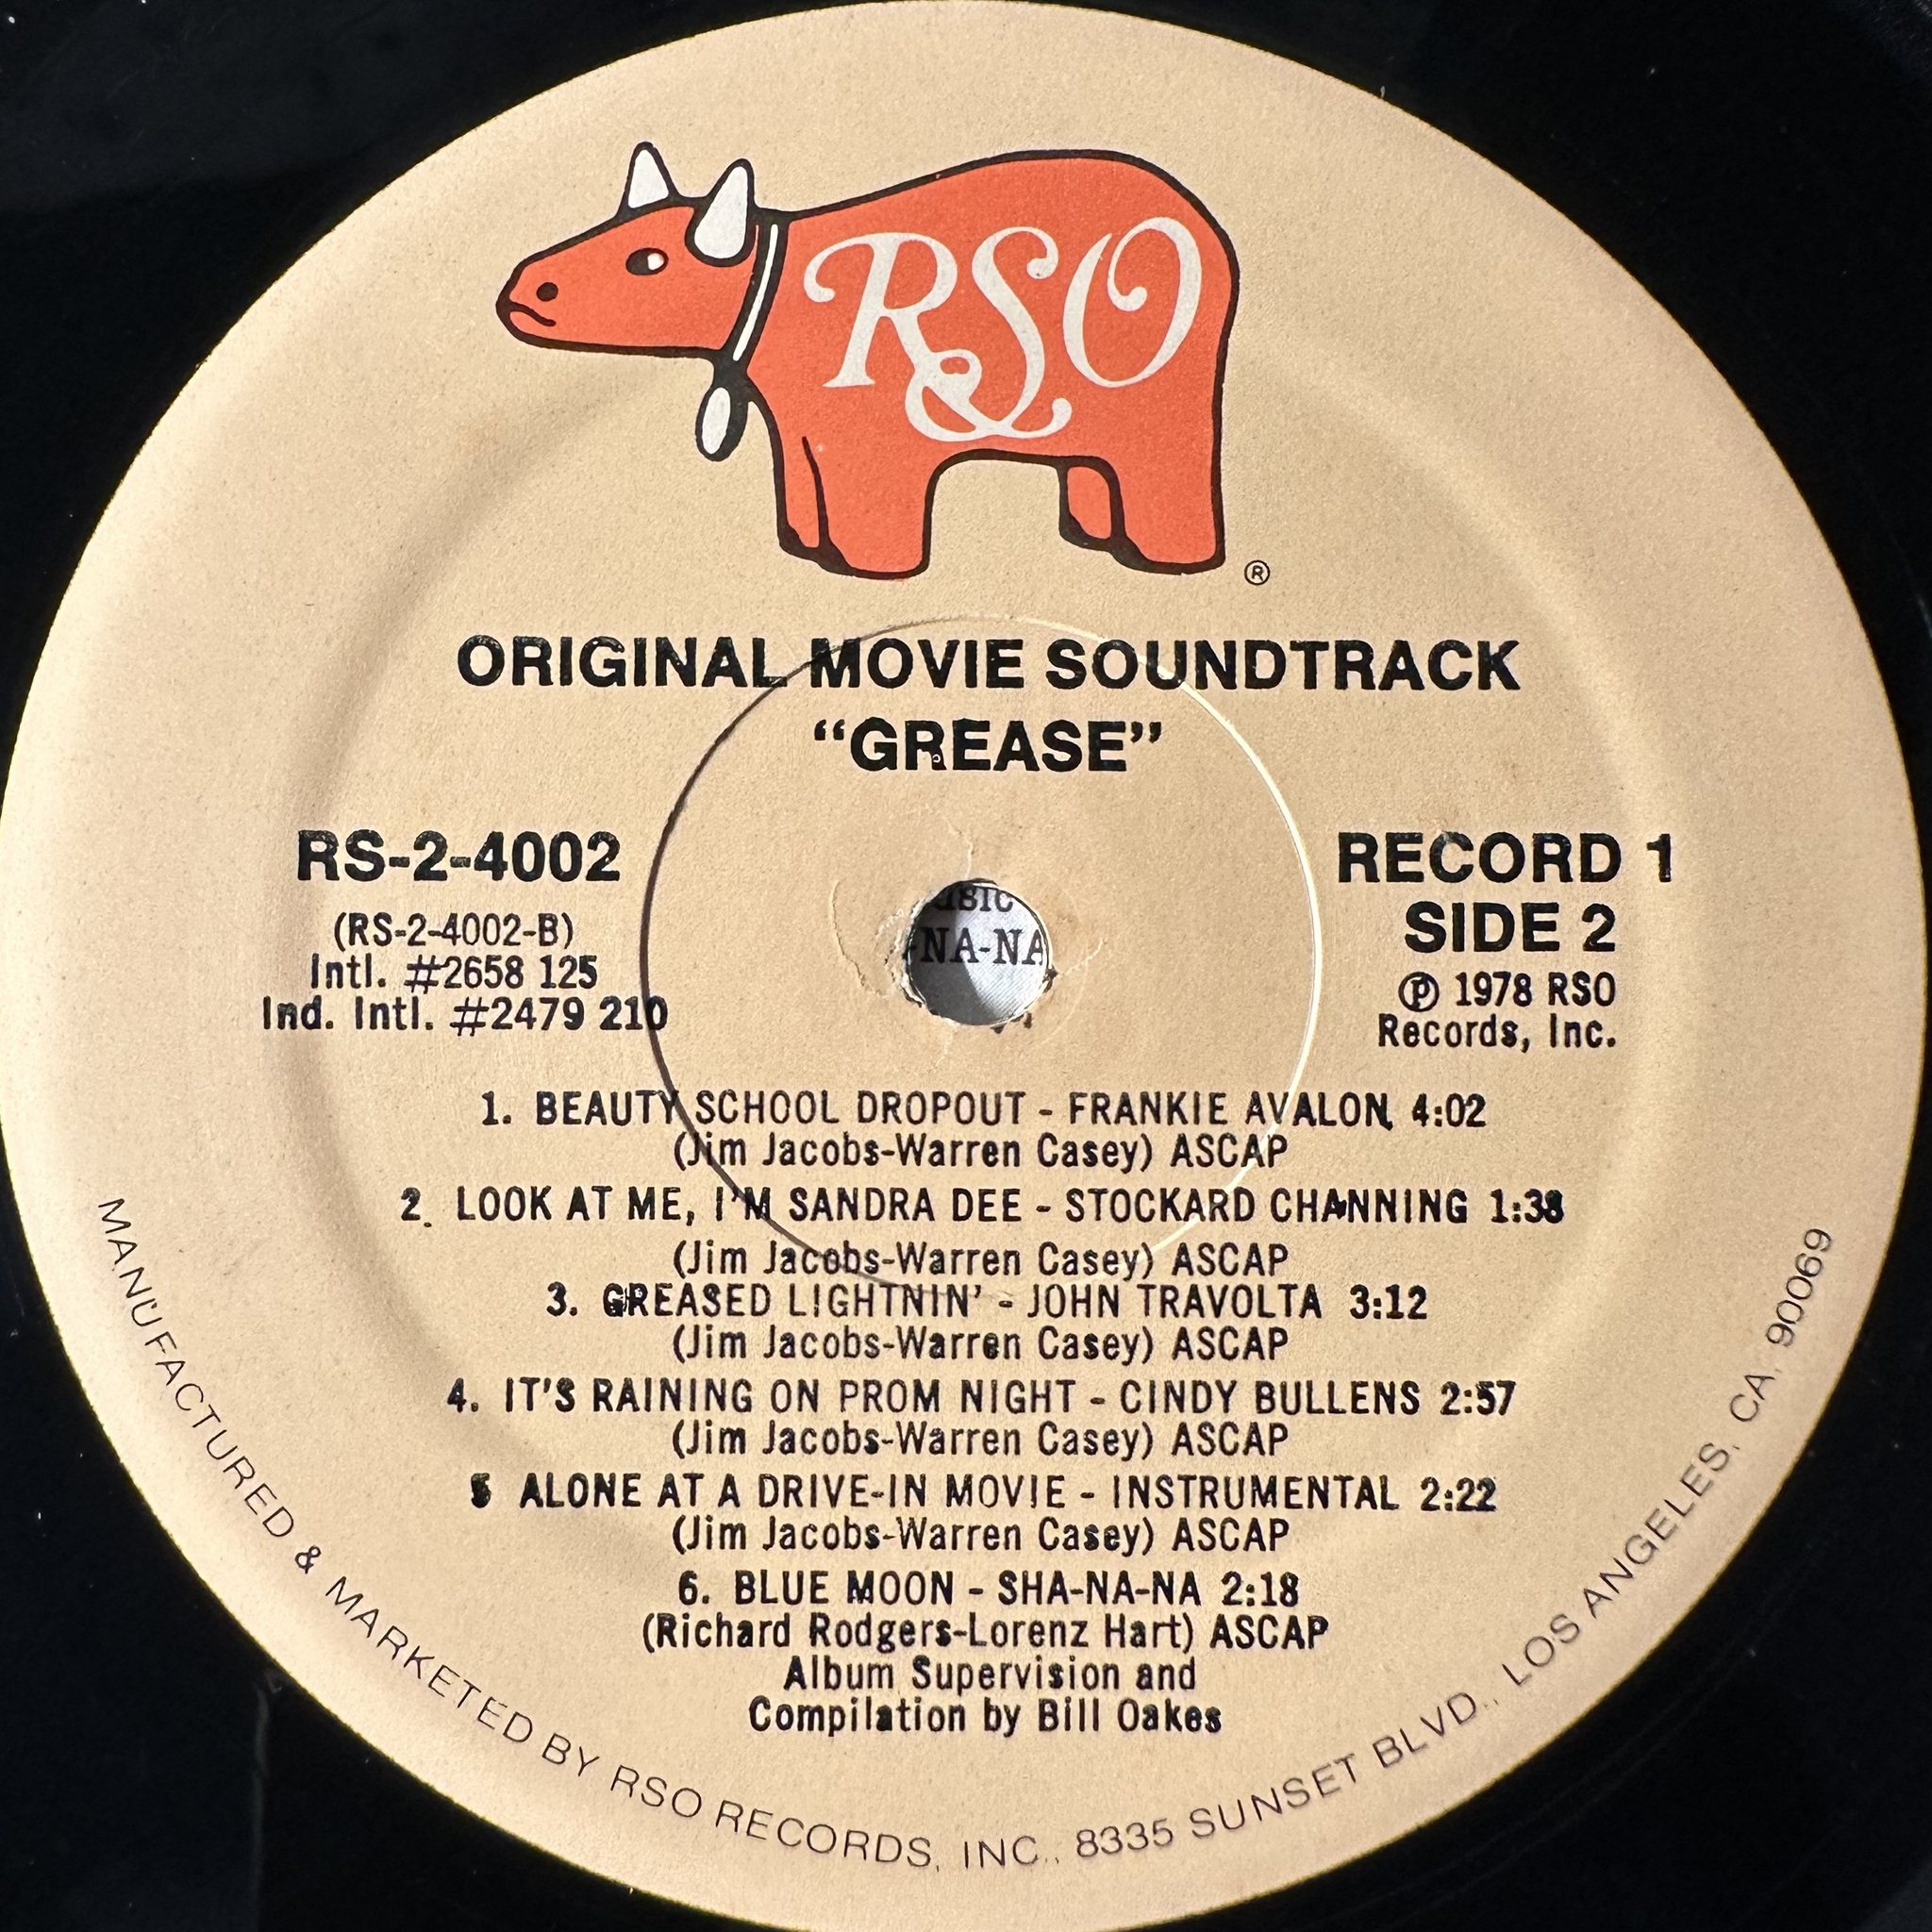 RSO
®
ORIGINAL MOVIE SOUNDTRACK
“GREASE”
RS-2-4002
(RS-2-4002-B)
Intl. #2658 125
Ind. Intl. #2479 210
RECORD 1
SIDE 2
℗ 1978 RSO
Records, Inc.
-NA-NA
1. BEAUTY SCHOOL DROPOUT - FRANKIE AVALON 4:02
(Jim Jacobs-Warren Casey) ASCAP
2. LOOK AT ME, I'M SANDRA DEE - STOCKARD CHANNING 1:38
(Jim Jacobs-Warren Casey) ASCAP
3. GREASED LIGHTNIN' - JOHN TRAVOLTA 3:12
(Jim Jacobs-Warren Casey) ASCAP
4. IT'S RAINING ON PROM NIGHT - CINDY BULLENS 2:57
(Jim Jacobs-Warren Casey) ASCAP
5 ALONE AT A DRIVE-IN MOVIE - INSTRUMENTAL 2:22
(Jim Jacobs-Warren Casey) ASCAP
6. BLUE MOON - SHA-NA-NA 2:18
(Richard Rodgers-Lorenz Hart) ASCAP
Album Supervision and
Compilation by Bill Oakes
MANUFACTURED & MARKETED BY RSO RECORDS, INC., 8335 SUNSET BLVD., LOS ANGELES, CA. 90069